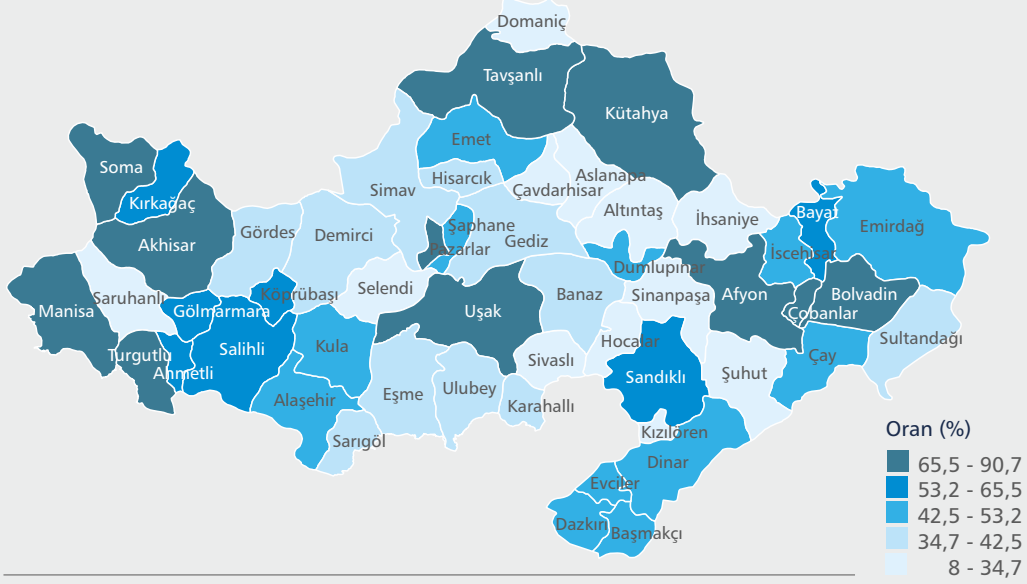 Domaniç
Tavşanlı
Kütahya
Emet
Soma
Hisarcık
Aslanapa
Çavdarhisar
Simav
Kırkağaç
Altıntaş
İhsaniye
Bayat
Emirdağ
Gördes
Demirci
Şaphane
Gediz
Akhisar
Pazarlar
İscehisar
Dumlupınar
Köprübaşı
Selendi
Banaz
Sinanpaşa
Afyon
Bolvadin
Saruhanlı
Manisa
Gölmarmara
Uşak
Çobanlar
Sultandağı
Hocalar
Kula
Salihli
Turgutlu
Çay
Sivaslı
Ahmetli
Sandıklı
Şuhut
Eşme
Ulubey
Alaşehir
Karahallı
Sarıgöl
Kızılören
Dinar
Evciler
Dazkırı
Başmakçı
Oran (%)
65,5 - 90,7
53,2 - 65,5
42,5 - 53,2
34,7 - 42,5
8 - 34,7